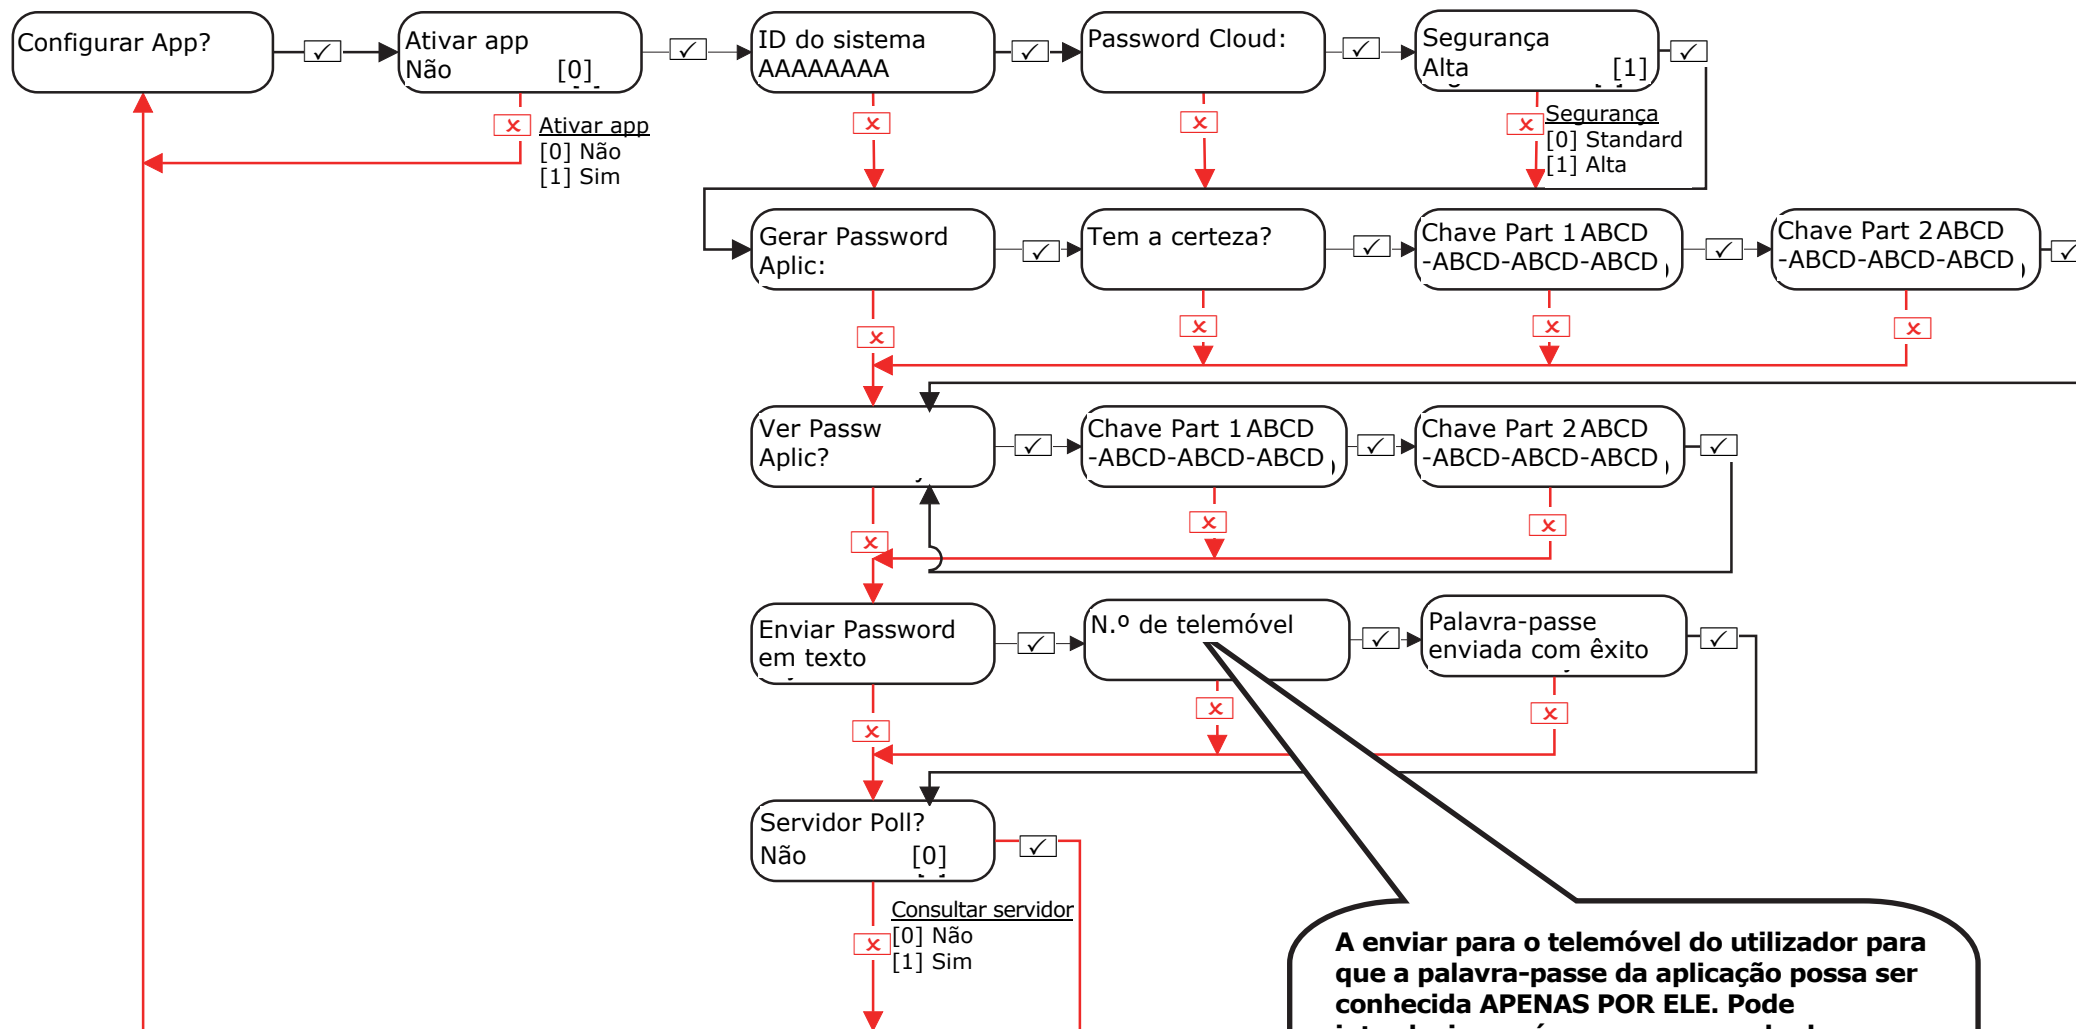 Configurar App?
Ativar app
Não [0]
ID do sistema
AAAAAAAA
Password Cloud:
Segurança
Alta [1]
Ativar app
[0] Não
[1] Sim
Segurança
[0] Standard
[1] Alta
Gerar Password
Aplic:
Tem a certeza?
Chave Part 1 ABCD
-ABCD-ABCD-ABCD
Chave Part 2 ABCD
-ABCD-ABCD-ABCD
Ver Passw
Aplic?
Chave Part 1 ABCD
-ABCD-ABCD-ABCD
Chave Part 2 ABCD
-ABCD-ABCD-ABCD
Enviar Password
em texto
N.º de telemóvel
Palavra-passe
enviada com êxito
Servidor Poll?
Não [0]
Consultar servidor
[0] Não
[1] Sim
A enviar para o telemóvel do utilizador para
que a palavra-passe da aplicação possa ser
conhecida APENAS POR ELE. Pode